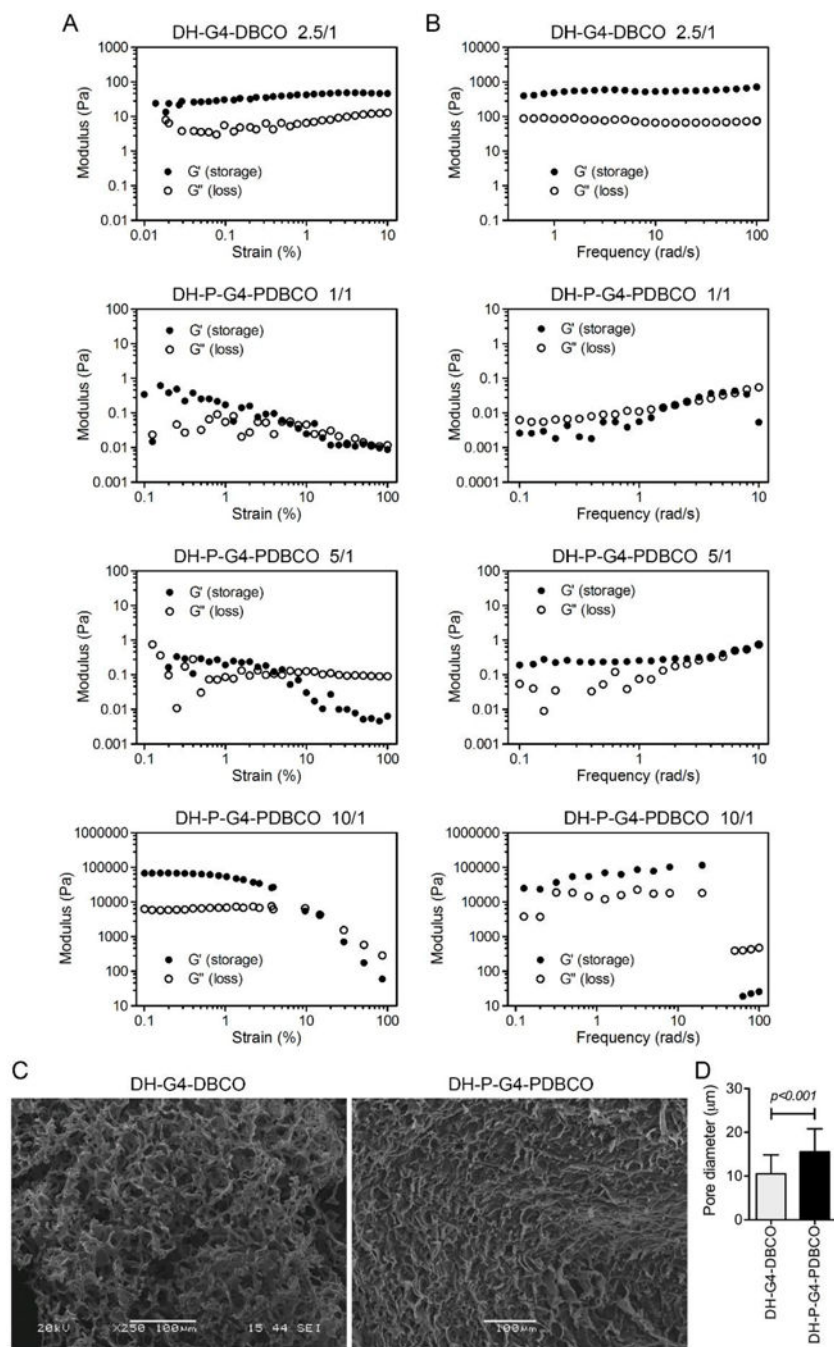 A
B
DH-G4-DBCO 2.5/1
1000
100
10
1
0.1
0.01
Modulus (Pa)
G' (storage)
G" (loss)
0.01 0.1 1 10
Strain (%)
DH-G4-DBCO 2.5/1
10000
1000
100
10
1
0.1
Modulus (Pa)
G' (storage)
G" (loss)
1 10 100
Frequency (rad/s)
DH-P-G4-PDBCO 1/1
100
10
1
0.1
0.01
0.001
Modulus (Pa)
G' (storage)
G" (loss)
0.1 1 10 100
Strain (%)
DH-P-G4-PDBCO 1/1
100
10
1
0.1
0.01
0.0001
Modulus (Pa)
G' (storage)
G" (loss)
0.1 1 10
Frequency (rad/s)
DH-P-G4-PDBCO 5/1
100
10
1
0.1
0.01
0.001
Modulus (Pa)
G' (storage)
G" (loss)
0.1 1 10 100
Strain (%)
DH-P-G4-PDBCO 5/1
100
10
1
0.1
0.01
0.001
Modulus (Pa)
G' (storage)
G" (loss)
0.1 1 10
Frequency (rad/s)
DH-P-G4-PDBCO 10/1
1000000
100000
10000
1000
100
10
Modulus (Pa)
G' (storage)
G" (loss)
0.1 1 10 100
Strain (%)
DH-P-G4-PDBCO 10/1
1000000
100000
10000
1000
100
10
Modulus (Pa)
G' (storage)
G" (loss)
0.1 1 10 100
Frequency (rad/s)
C
DH-G4-DBCO
20kV X250 100µm 15 44 SEI
DH-P-G4-PDBCO
100µm
D
30
20
10
0
Pore diameter (µm)
p<0.001
DH-G4-DBCO
DH-P-G4-PDBCO